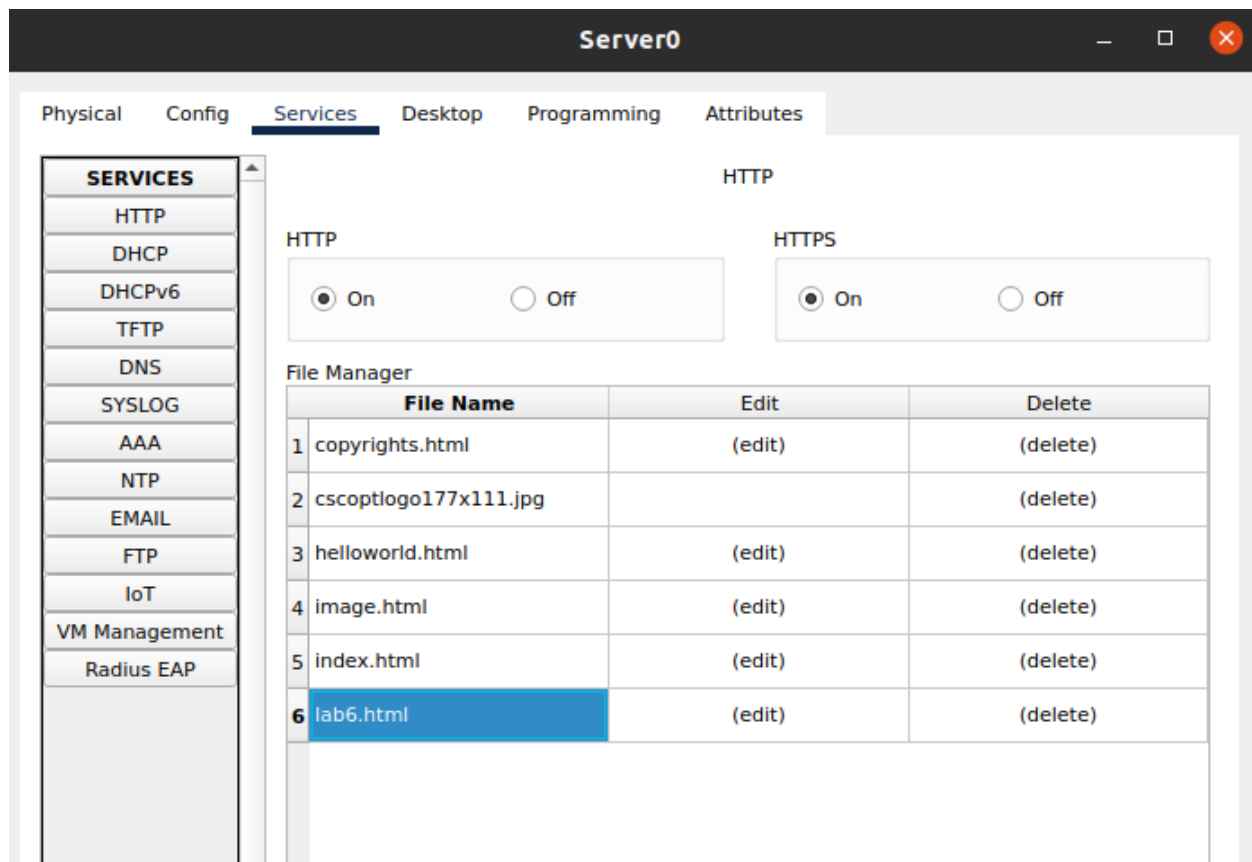 Server0
Physical Config Services Desktop Programming Attributes
SERVICES
HTTP
DHCP
DHCPv6
TFTP
DNS
SYSLOG
AAA
NTP
EMAIL
FTP
IoT
VM Management
Radius EAP
HTTP
HTTP HTTPS
On Off On Off
File Manager
File Name Edit Delete
1 copyrights.html (edit) (delete)
2 cscoptlogo177x111.jpg (delete)
3 helloworld.html (edit) (delete)
4 image.html (edit) (delete)
5 index.html (edit) (delete)
6 lab6.html (edit) (delete)